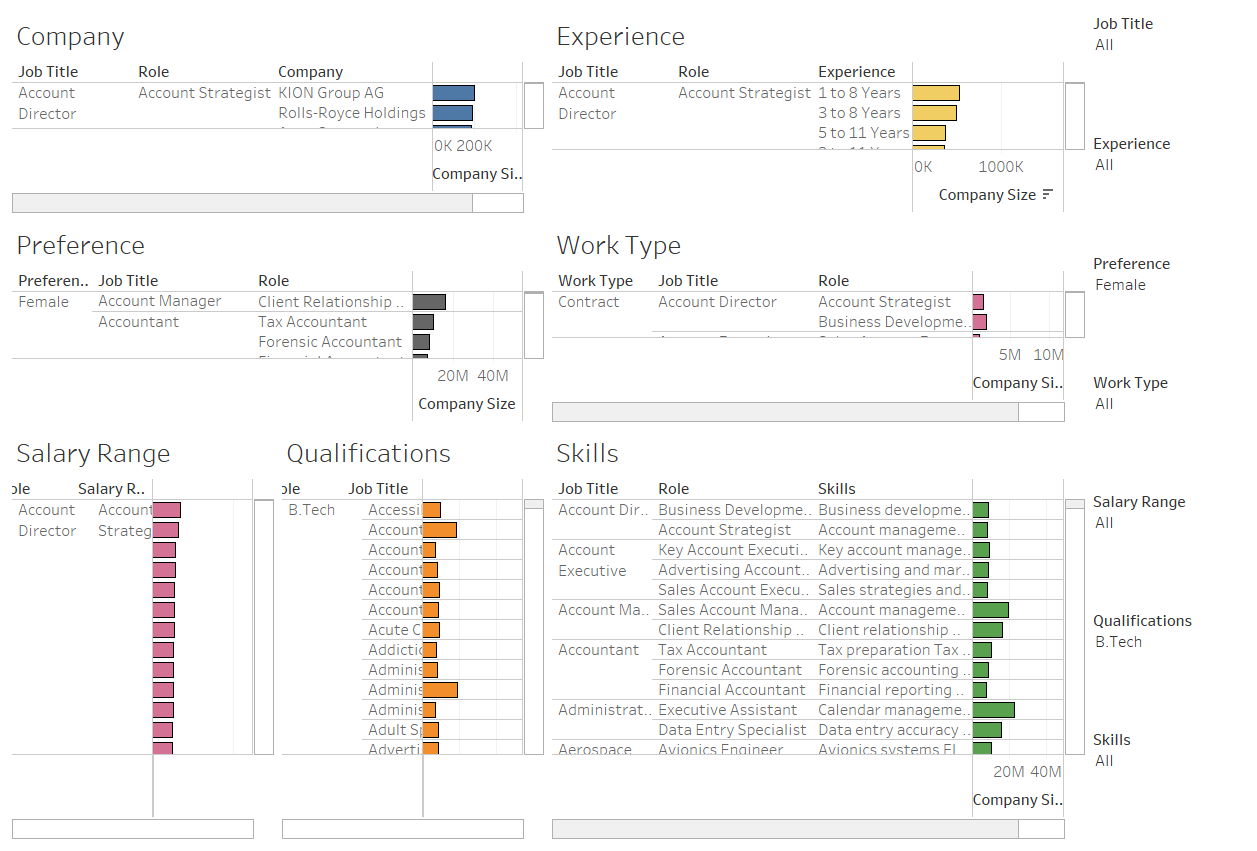 Company
Job Title Role Company
Account Account Strategist KION Group AG
Director Rolls-Royce Holdings
0K 200K
Company Si..
Experience
Job Title Role Experience
Account Account Strategist 1 to 8 Years
Director 3 to 8 Years
5 to 11 Years
0K 1000K
Company Size
Job Title
All
Experience
All
Preference
Female
Work Type
All
Salary Range
All
Qualifications
B.Tech
Skills
All
Preference
Preferen.. Job Title Role
Female Account Manager Client Relationship ..
Accountant Tax Accountant
Forensic Accountant
20M 40M
Company Size
Work Type
Work Type Job Title Role
Contract Account Director Account Strategist
Business Developme..
5M 10M
Company Si..
Salary Range
ole Salary R..
Account Account
Director Strateg
Qualifications
ole Job Title
B.Tech Accessi
Account
Account
Account
Account
Account
Acute C
Addictio
Adminis
Adminis
Adminis
Adult Sp
Adverti
Skills
Job Title Role Skills
Account Dir.. Business Developme.. Business developme..
Account Strategist Account manageme..
Account Key Account Executi.. Key account manage..
Executive Advertising Account.. Advertising and mar..
Sales Account Execu.. Sales strategies and..
Account Ma.. Sales Account Mana.. Account manageme..
Client Relationship .. Client relationship ..
Accountant Tax Accountant Tax preparation Tax ..
Forensic Accountant Forensic accounting ..
Financial Accountant Financial reporting ..
Administrat.. Executive Assistant Calendar manageme..
Data Entry Specialist Data entry accuracy ..
Aerospace Avionics Engineer Avionics systems El..
20M 40M
Company Si..